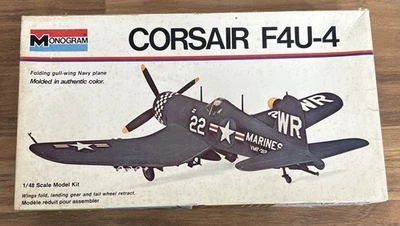 MONOGRAM
CORSAIR F4U-4
Folding gull-wing Navy plane
Molded in authentic color.
WR
22
MARINES
WR
1/48 Scale Model Kit
Wings fold, landing gear and tail wheel retract.
Modèle réduit pour assembler